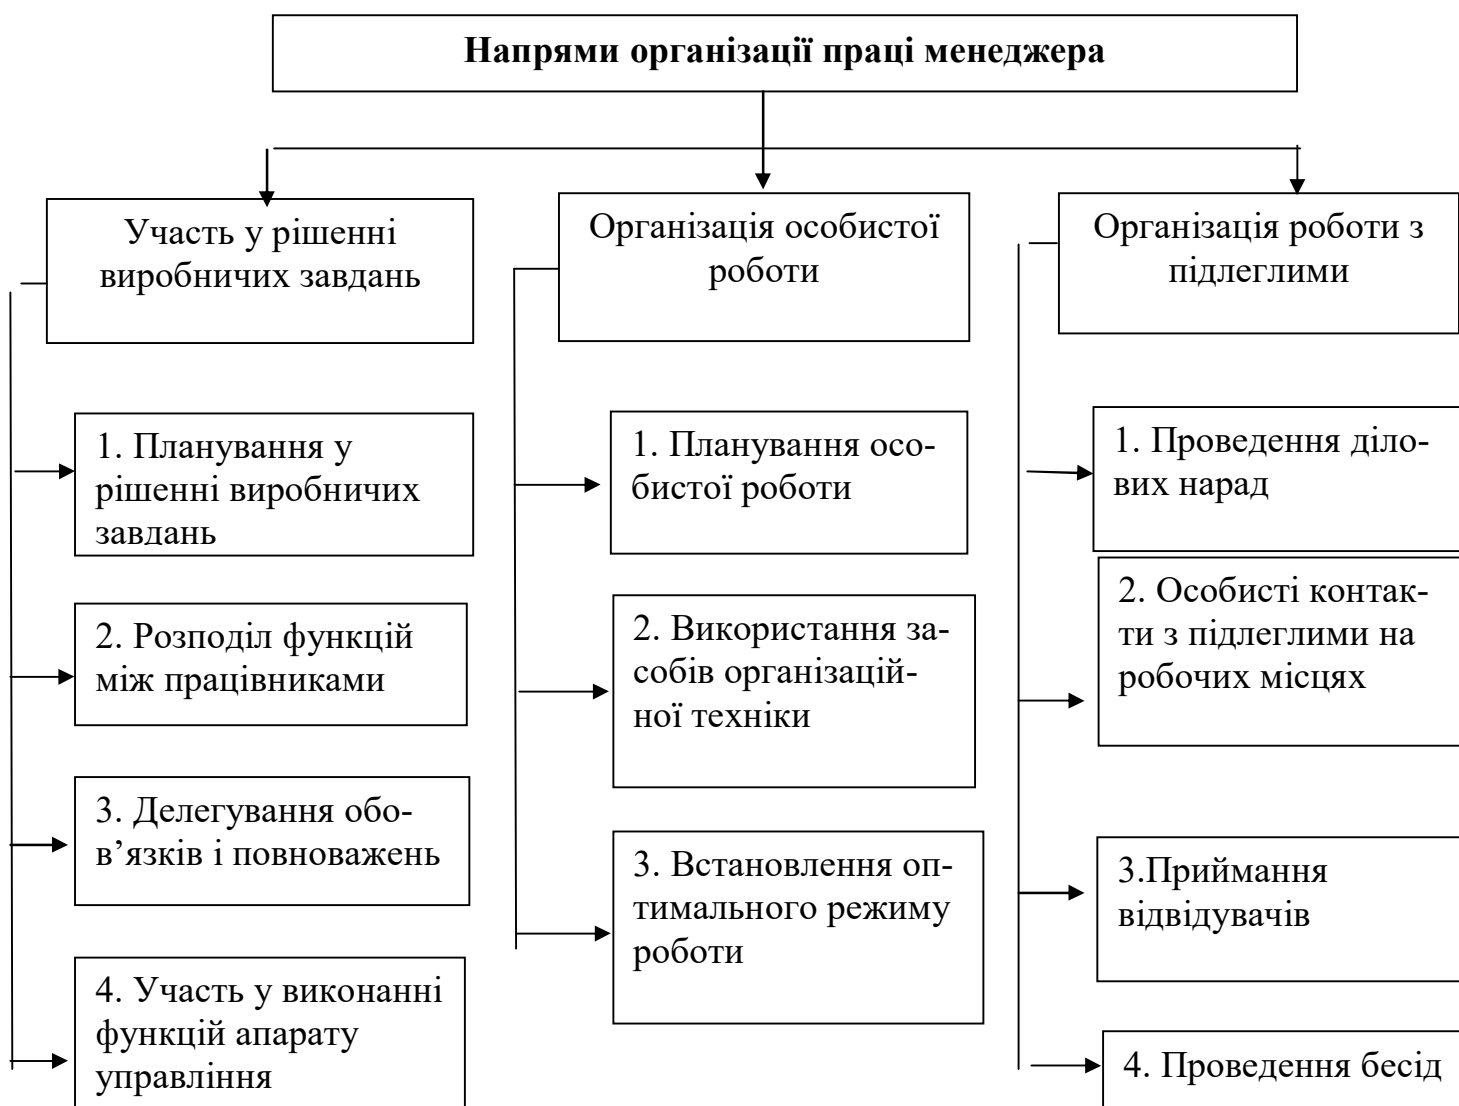 Напрями організації праці менеджера
Участь у рішенні
виробничих завдань
Організація особистої
роботи
Організація роботи з
підлеглими
1. Планування у
рішенні виробничих
завдань
2. Розподіл функцій
між працівниками
3. Делегування обо-
в’язків і повноважень
4. Участь у виконанні
функцій апарату
управління
1. Планування осо-
бистої роботи
2. Використання за-
собів організацій-
ної техніки
3. Встановлення оп-
тимального режиму
роботи
1. Проведення діло-
вих нарад
2. Особисті контак-
ти з підлеглими на
робочих місцях
3.Приймання
відвідувачів
4. Проведення бесід